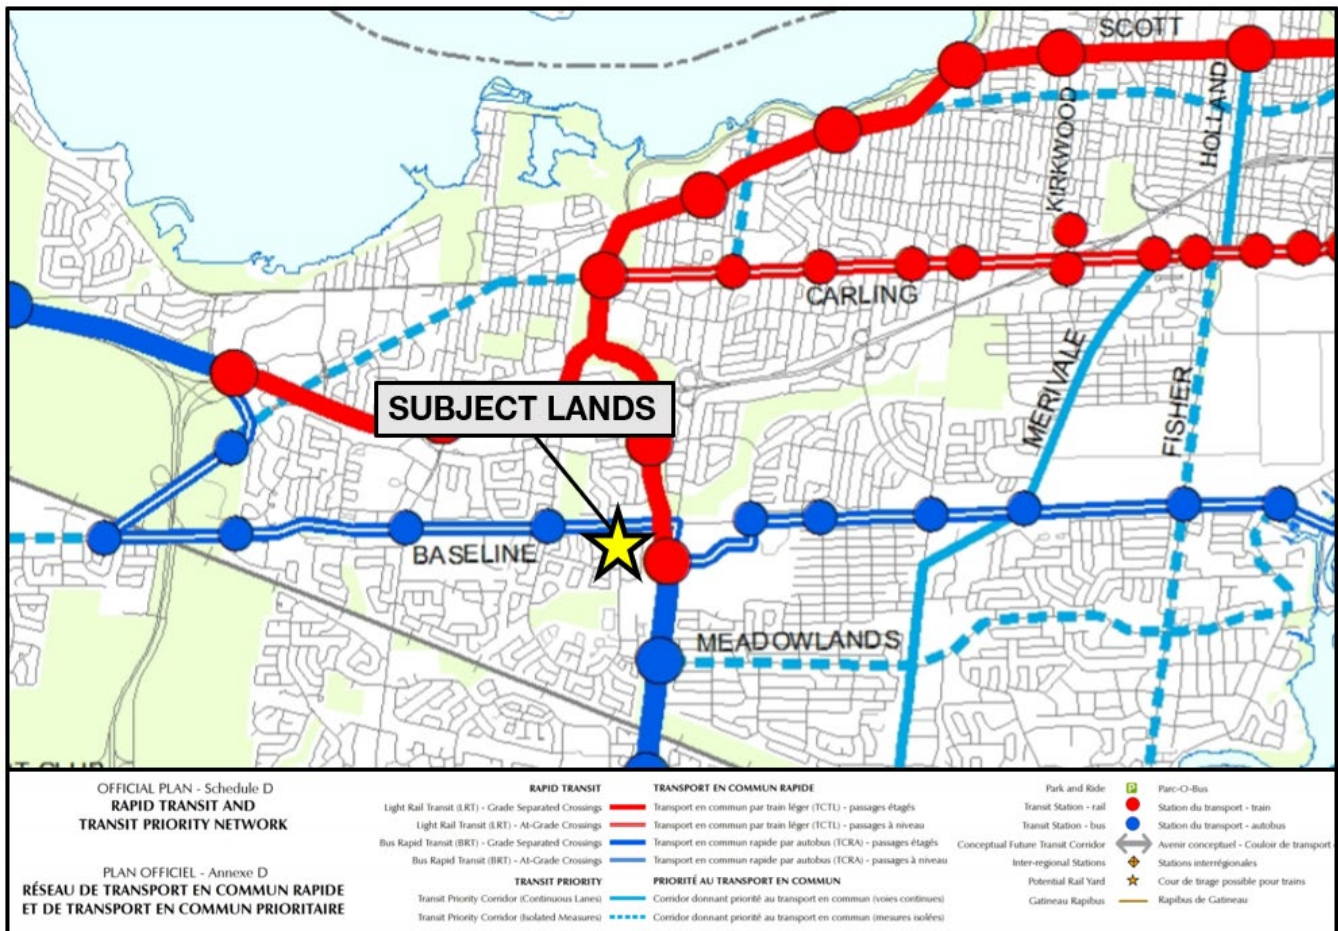 SCOTT
HOLLAND
KIRKWOOD
CARLING
MERIVALE
FISHER
SUBJECT LANDS
BASELINE
MEADOWLANDS
OFFICIAL PLAN - Schedule D
RAPID TRANSIT AND
TRANSIT PRIORITY NETWORK
PLAN OFFICIEL - Annexe D
RÉSEAU DE TRANSPORT EN COMMUN RAPIDE
ET DE TRANSPORT EN COMMUN PRIORITAIRE
RAPID TRANSIT TRANSPORT EN COMMUN RAPIDE
Light Rail Transit (LRT) - Grade Separated Crossings Transport en commun par train léger (TCTL) - passages étagés
Light Rail Transit (LRT) - At-Grade Crossings Transport en commun par train léger (TCTL) - passages à niveau
Bus Rapid Transit (BRT) - Grade Separated Crossings Transport en commun rapide par autobus (TCRA) - passages étagés
Bus Rapid Transit (BRT) - At-Grade Crossings Transport en commun rapide par autobus (TCRA) - passages à niveau
TRANSIT PRIORITY PRIORITÉ AU TRANSPORT EN COMMUN
Transit Priority Corridor (Continuous Lanes) Corridor donnant priorité au transport en commun (voies continues)
Transit Priority Corridor (Isolated Measures) Corridor donnant priorité au transport en commun (mesures isolées)
Park and Ride P Parc-O-Bus
Transit Station - rail Station du transport - train
Transit Station - bus Station du transport - autobus
Conceptual Future Transit Corridor Avenir conceptuel - Couloir de transport
Inter-regional Stations Stations interrégionales
Potential Rail Yard Cour de tirage possible pour trains
Gatineau Rapibus Rapibus de Gatineau